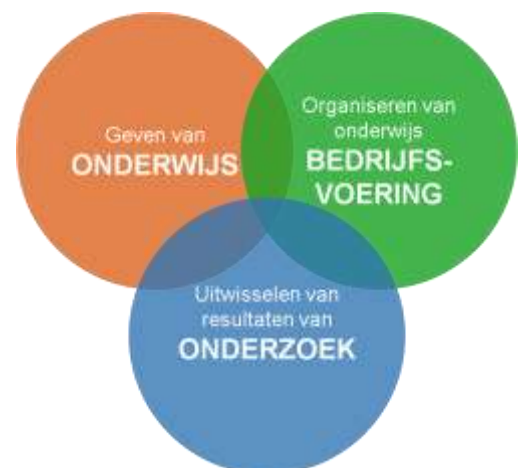 Geven van
ONDERWIJS
Organiseren van
onderwijs
BEDRIJFS-
VOERING
Uitwisselen van
resultaten van
ONDERZOEK